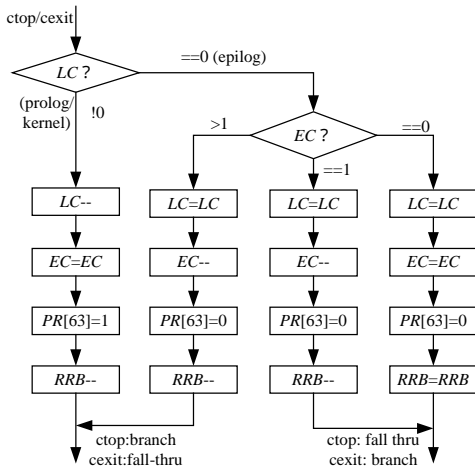 ctop/cexit
LC ?
==0 (epilog)
(prolog/
kernel)
!0
>1
EC ?
==0
==1
LC--
LC=LC
LC=LC
LC=LC
EC=EC
EC--
EC--
EC=EC
PR[63]=1
PR[63]=0
PR[63]=0
PR[63]=0
RRB--
RRB--
RRB--
RRB=RRB
ctop:branch
cexit:fall-thru
ctop: fall thru
cexit: branch